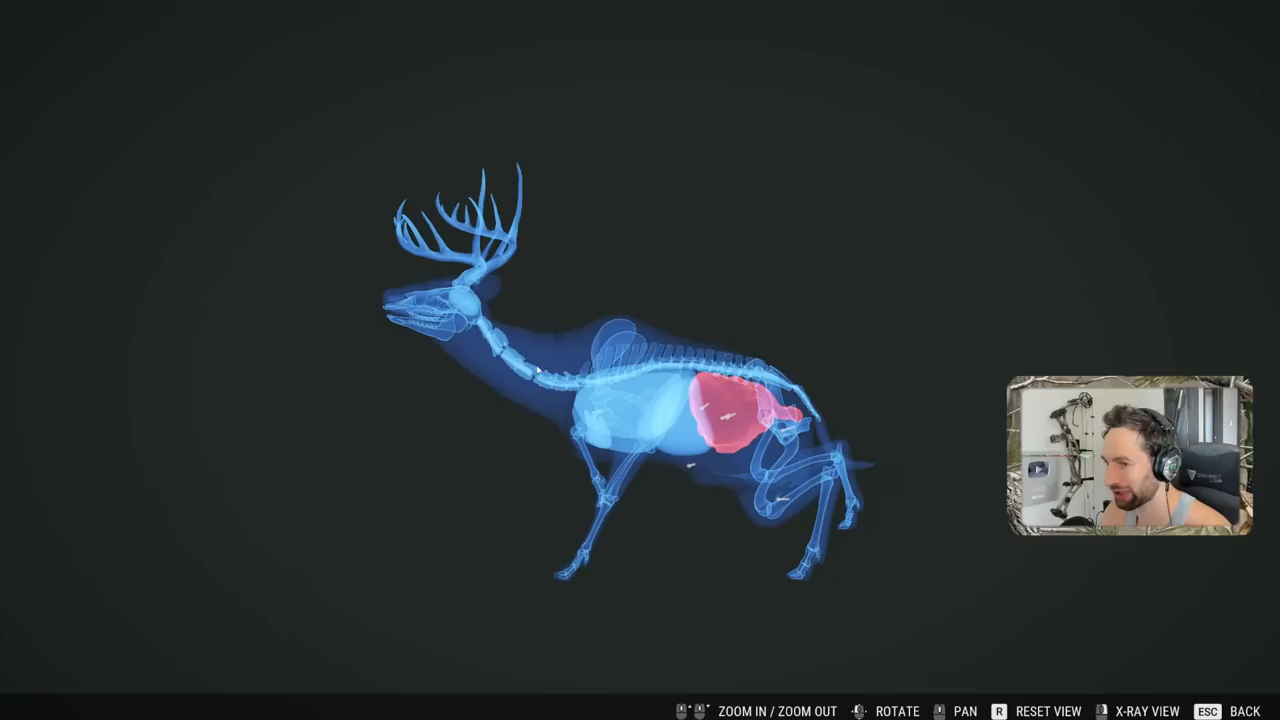 ZOOM IN / ZOOM OUT ROTATE PAN R RESET VIEW X-RAY VIEW ESC BACK